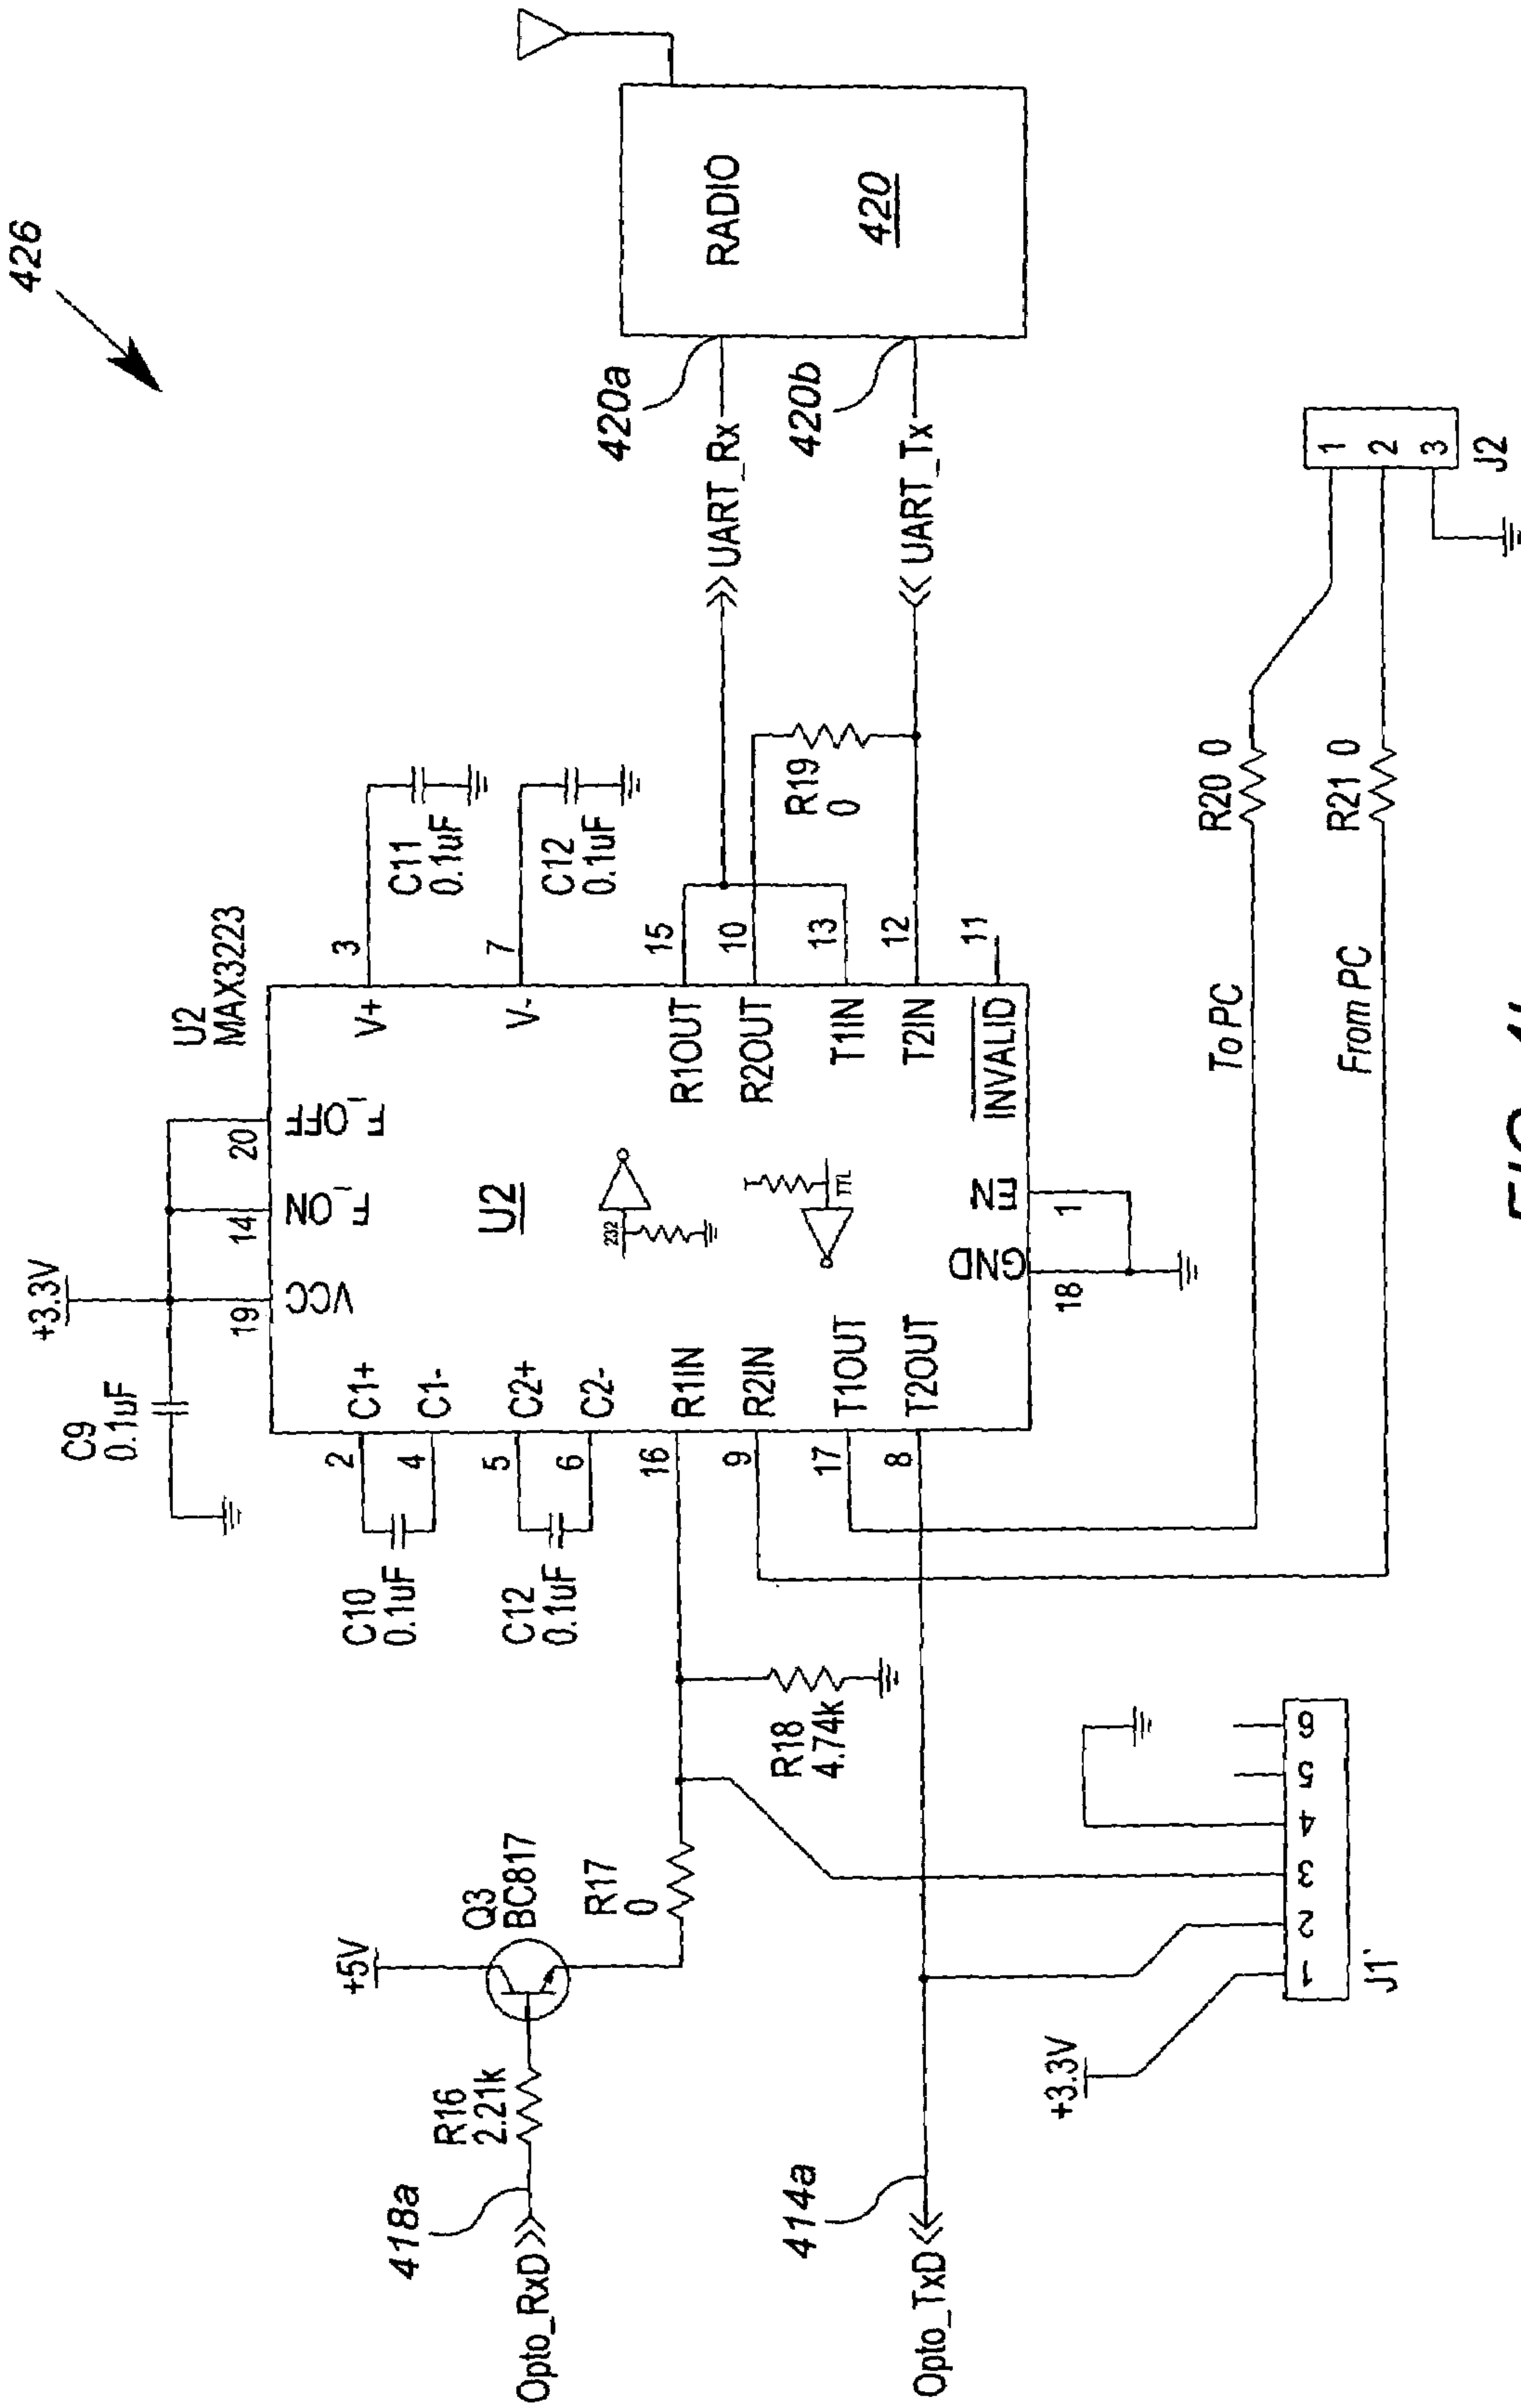 426
+3.3V
C9
0.1uF
19
14
20
VCC
F_ON
F_OFF
U2
MAX3223
C10
0.1uF
2
4
C1+
C1-
C12
0.1uF
5
6
C2+
C2-
V+
3
C11
0.1uF
V-
7
C12
0.1uF
U2
232
TTL
16
R1IN
9
R2IN
17
T1OUT
8
T2OUT
R1OUT
15
R2OUT
10
T1IN
13
T2IN
12
INVALID
11
GND
18
EN
1
R19
0
UART_Rx
UART_Tx
420a
420b
RADIO
420
418a
Opto_RxD
R16
2.21k
+5V
Q3
BC817
R17
0
R18
4.74k
414a
Opto_TxD
+3.3V
1
2
3
4
5
6
J1'
To PC
R20 0
From PC
R21 0
1
2
3
J2